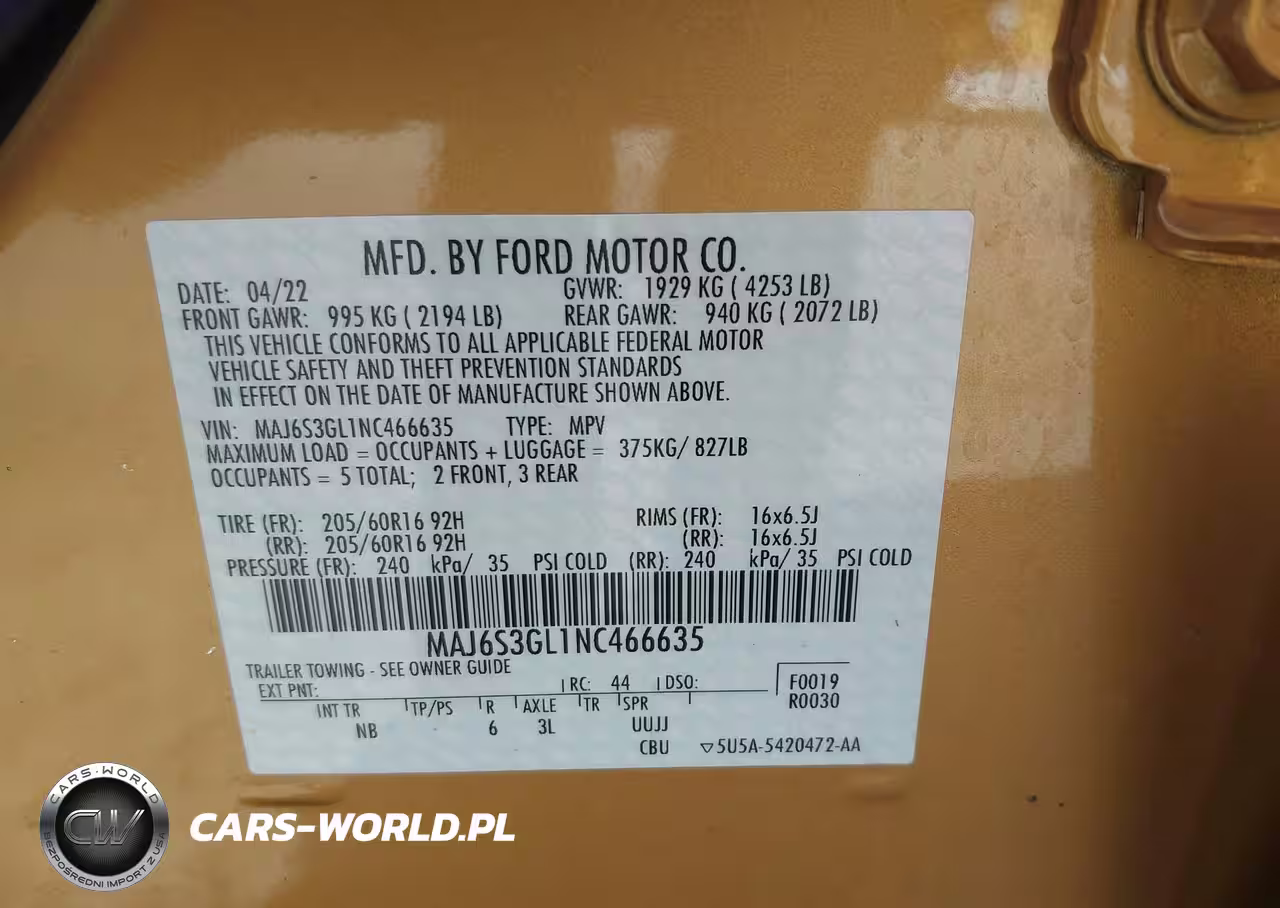 MFD. BY FORD MOTOR CO.
DATE: 04/22 GVWR: 1929 KG ( 4253 LB)
FRONT GAWR: 995 KG ( 2194 LB) REAR GAWR: 940 KG ( 2072 LB)
THIS VEHICLE CONFORMS TO ALL APPLICABLE FEDERAL MOTOR
VEHICLE SAFETY AND THEFT PREVENTION STANDARDS
IN EFFECT ON THE DATE OF MANUFACTURE SHOWN ABOVE.
VIN: MAJ6S3GL1NC466635 TYPE: MPV
MAXIMUM LOAD = OCCUPANTS + LUGGAGE = 375KG/ 827LB
OCCUPANTS = 5 TOTAL; 2 FRONT, 3 REAR
TIRE (FR): 205/60R16 92H RIMS (FR): 16x6.5J
(RR): 205/60R16 92H (RR): 16x6.5J
PRESSURE (FR): 240 kPa/ 35 PSI COLD (RR): 240 kPa/ 35 PSI COLD
MAJ6S3GL1NC466635
TRAILER TOWING - SEE OWNER GUIDE
EXT PNT: RC: 44 DSO: F0019
R0030
INT TR TP/PS R AXLE TR SPR
NB 6 3L UUJJ
CBU ▽5U5A-5420472-AA
CARS-WORLD
CW
BEZPOŚREDNI IMPORT Z USA
CARS-WORLD.PL